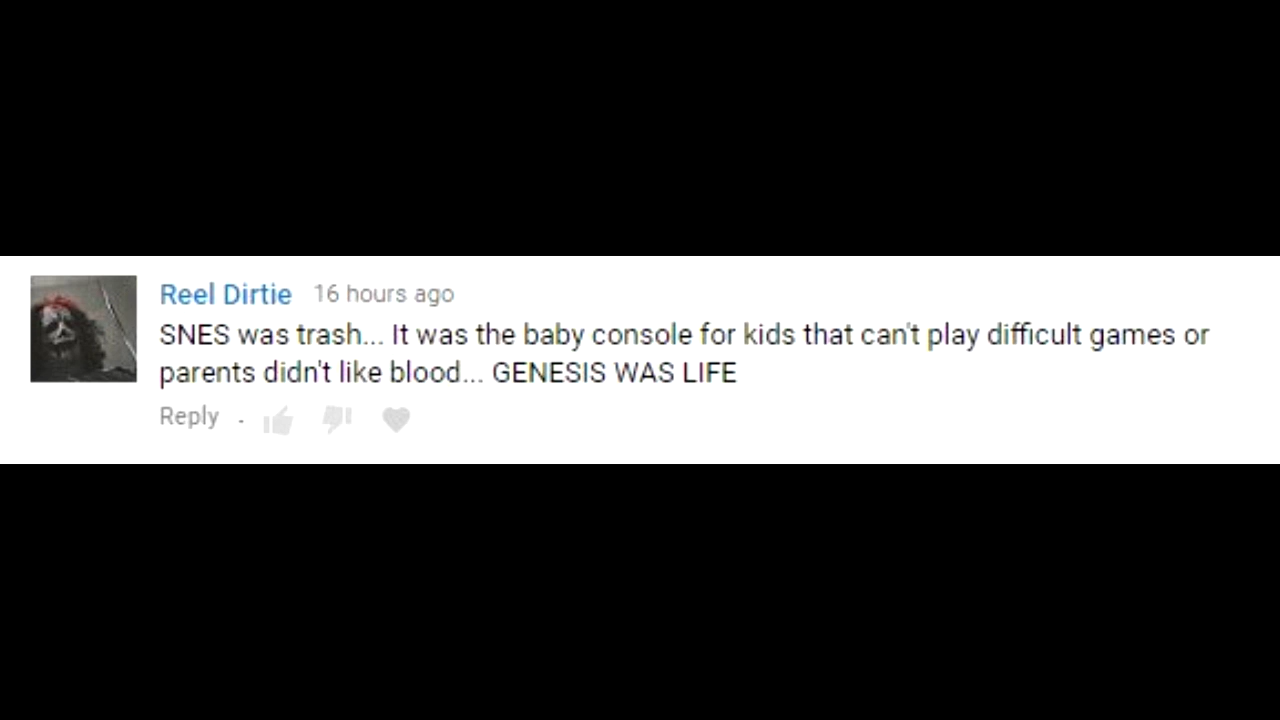 Reel Dirtie 16 hours ago
SNES was trash... It was the baby console for kids that can't play difficult games or
parents didn't like blood... GENESIS WAS LIFE
Reply